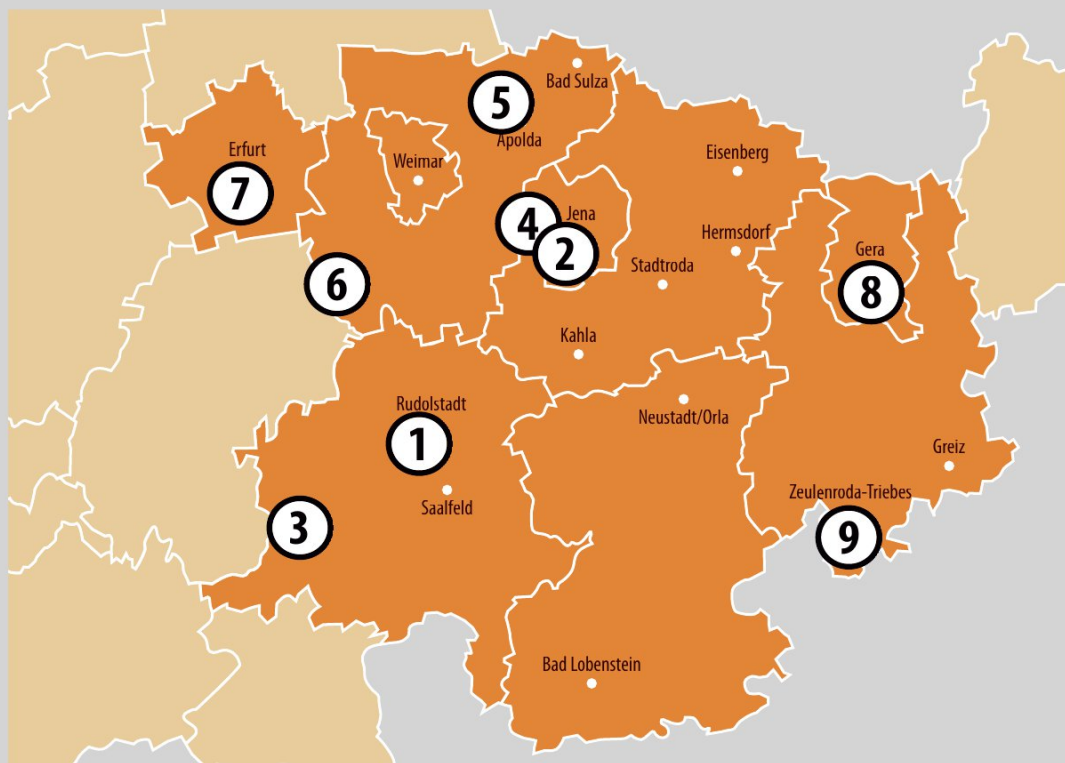 Bad Sulza
5
Apolda
Erfurt
7
Weimar
Eisenberg
4
Jena
2
Hermsdorf
Gera
8
Stadtroda
6
Kahla
Rudolstadt
1
Neustadt/Orla
Saalfeld
Greiz
Zeulenroda-Triebes
3
9
Bad Lobenstein